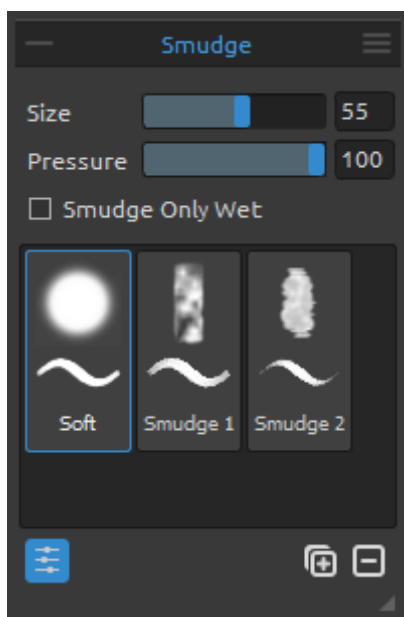 Smudge
Size 55
Pressure 100
Smudge Only Wet
Soft Smudge 1 Smudge 2